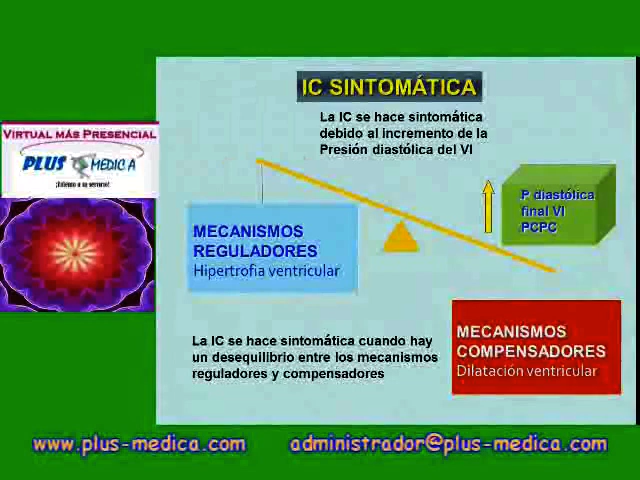 IC SINTOMÁTICA
La IC se hace sintomática
debido al incremento de la
Presión diastólica del VI
VIRTUAL MÁS PRESENCIAL
PLUS MEDICA
¡Siéntete a tu servicio!
P diastólica
final VI
PCPC
MECANISMOS
REGULADORES
Hipertrofia ventricular
La IC se hace sintomática cuando hay
un desequilibrio entre los mecanismos
reguladores y compensadores
MECANISMOS
COMPENSADORES
Dilatación ventricular
www.plus-medica.com
administrador@plus-medica.com